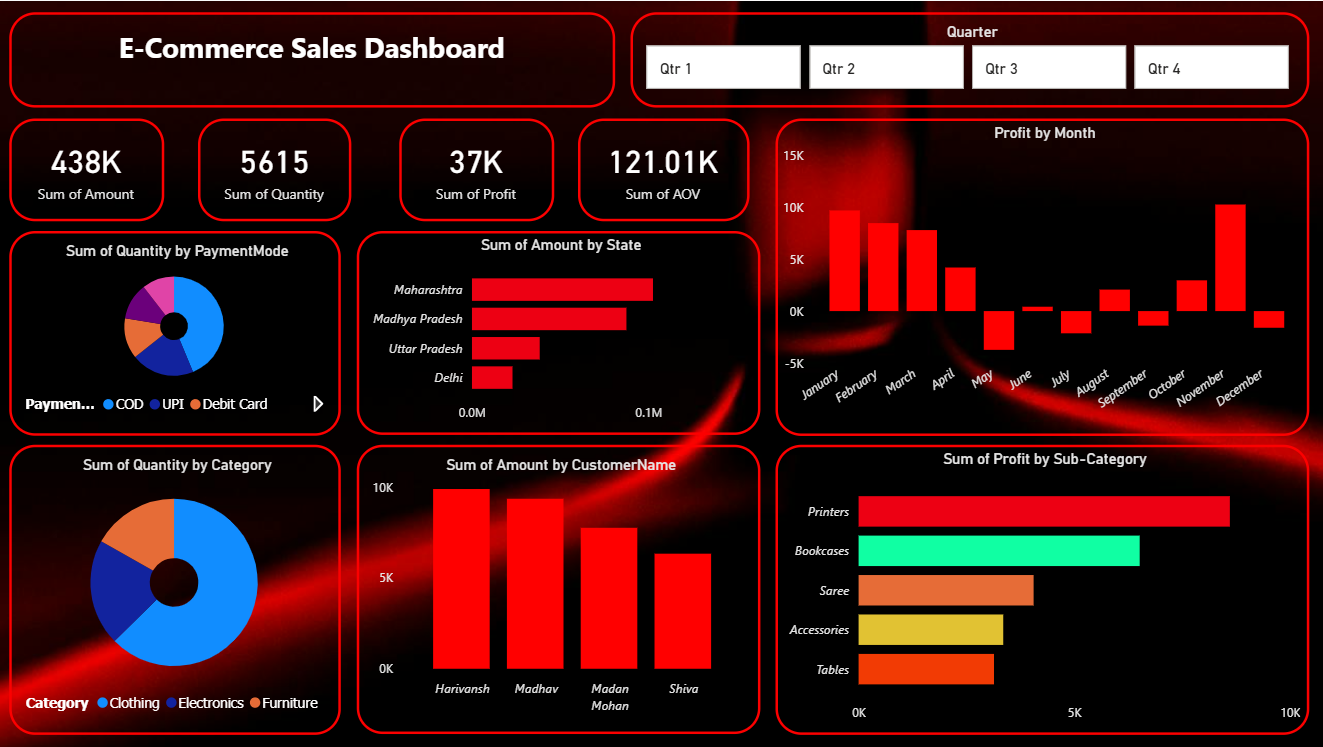 E-Commerce Sales Dashboard
Quarter
Qtr 1
Qtr 2
Qtr 3
Qtr 4
438K
Sum of Amount
5615
Sum of Quantity
37K
Sum of Profit
121.01K
Sum of AOV
Profit by Month
15K
10K
5K
0K
-5K
January
February
March
April
May
June
July
August
September
October
November
December
Sum of Quantity by PaymentMode
Paymen...
COD
UPI
Debit Card
Sum of Amount by State
Maharashtra
Madhya Pradesh
Uttar Pradesh
Delhi
0.0M
0.1M
Sum of Quantity by Category
Category
Clothing
Electronics
Furniture
Sum of Amount by CustomerName
10K
5K
0K
Harivansh
Madhav
Madan
Mohan
Shiva
Sum of Profit by Sub-Category
Printers
Bookcases
Saree
Accessories
Tables
0K
5K
10K